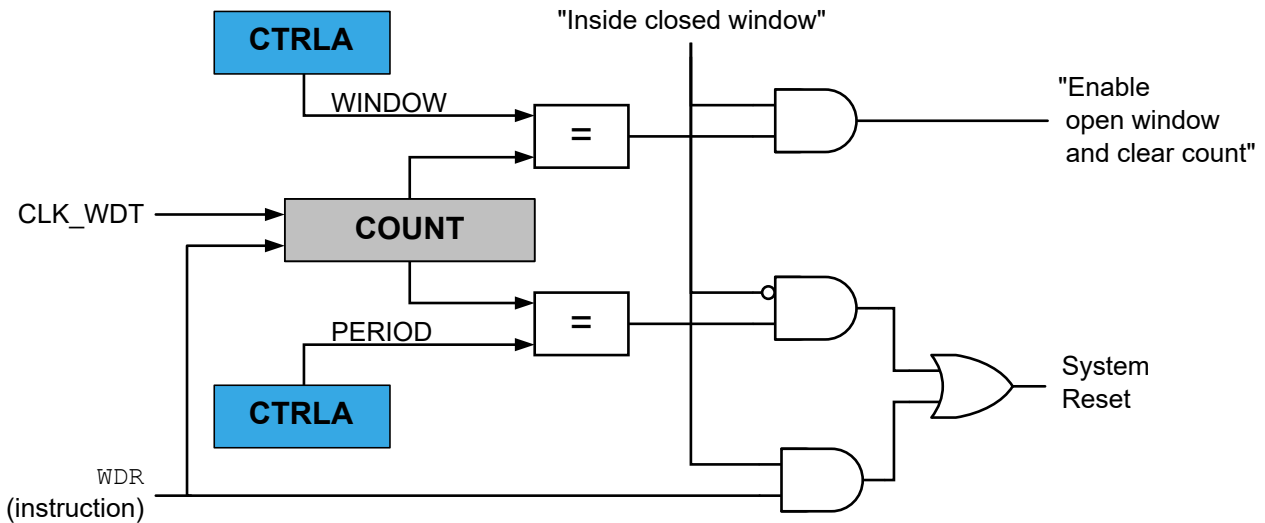 "Inside closed window"
CTRLA
WINDOW
=
"Enable
open window
and clear count"
CLK_WDT
COUNT
=
PERIOD
CTRLA
System
Reset
WDR
(instruction)